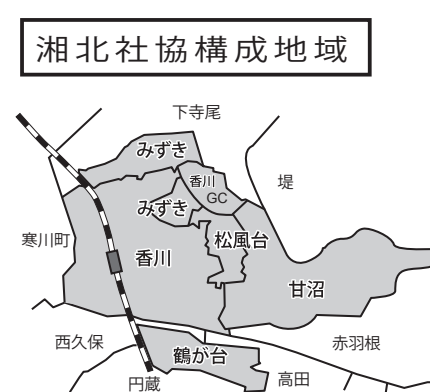 湘北社協構成地域
下寺尾
みずき
香川
GC
堤
みずき
寒川町
松風台
香川
甘沼
西久保
赤羽根
鶴が台
円蔵
高田